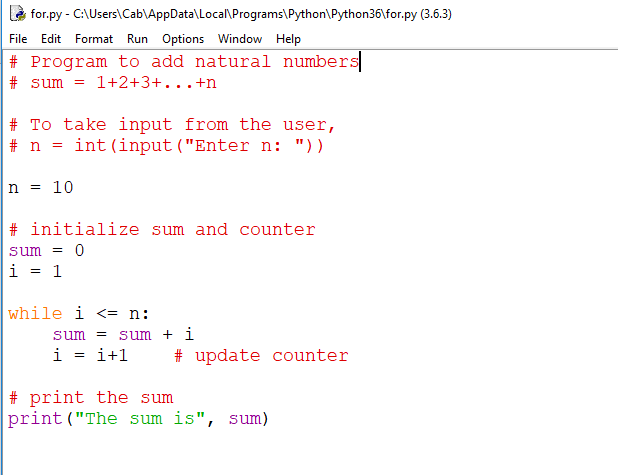 for.py - C:\Users\Cab\AppData\Local\Programs\Python\Python36\for.py (3.6.3)
File Edit Format Run Options Window Help
# Program to add natural numbers
# sum = 1+2+3+...+n
# To take input from the user,
# n = int(input("Enter n: "))
n = 10
# initialize sum and counter
sum = 0
i = 1
while i <= n:
    sum = sum + i
    i = i+1    # update counter
# print the sum
print("The sum is", sum)